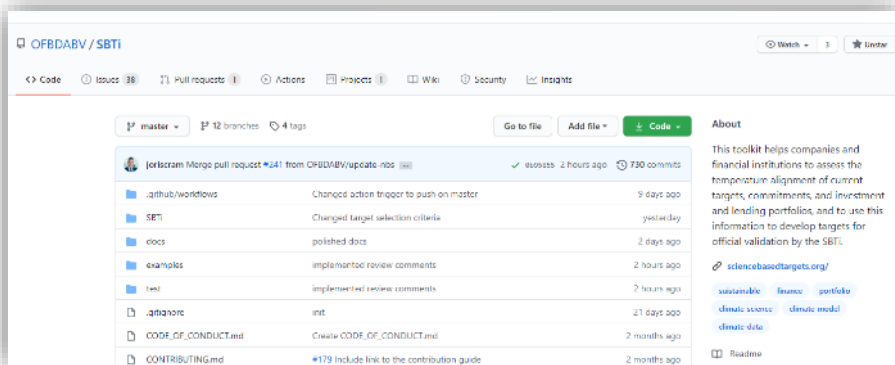 OFBDABV / SBTi
Watch 3 Unstar
Code Issues 38 Pull requests 1 Actions Projects 1 Wiki Security Insights
master 12 branches 4 tags Go to file Add file Code
joriscram Merge pull request #241 from OFBDABV/update-nbs ... 2 hours ago 730 commits
.github/workflows Changed action trigger to push on master 9 days ago
SBTi Changed target selection criteria yesterday
docs polished docs 2 days ago
examples implemented review comments 2 hours ago
test implemented review comments 2 hours ago
.gitignore init 21 days ago
CODE_OF_CONDUCT.md Create CODE_OF_CONDUCT.md 2 months ago
CONTRIBUTING.md #179 Include link to the contribution guide 2 months ago
About
This toolkit helps companies and
financial institutions to assess the
temperature alignment of current
targets, commitments, and investment
and lending portfolios, and to use this
information to develop targets for
official validation by the SBTi.
sciencebasedtargets.org/
sustainable finance portfolio
climate-science climate-model
climate-data
Readme